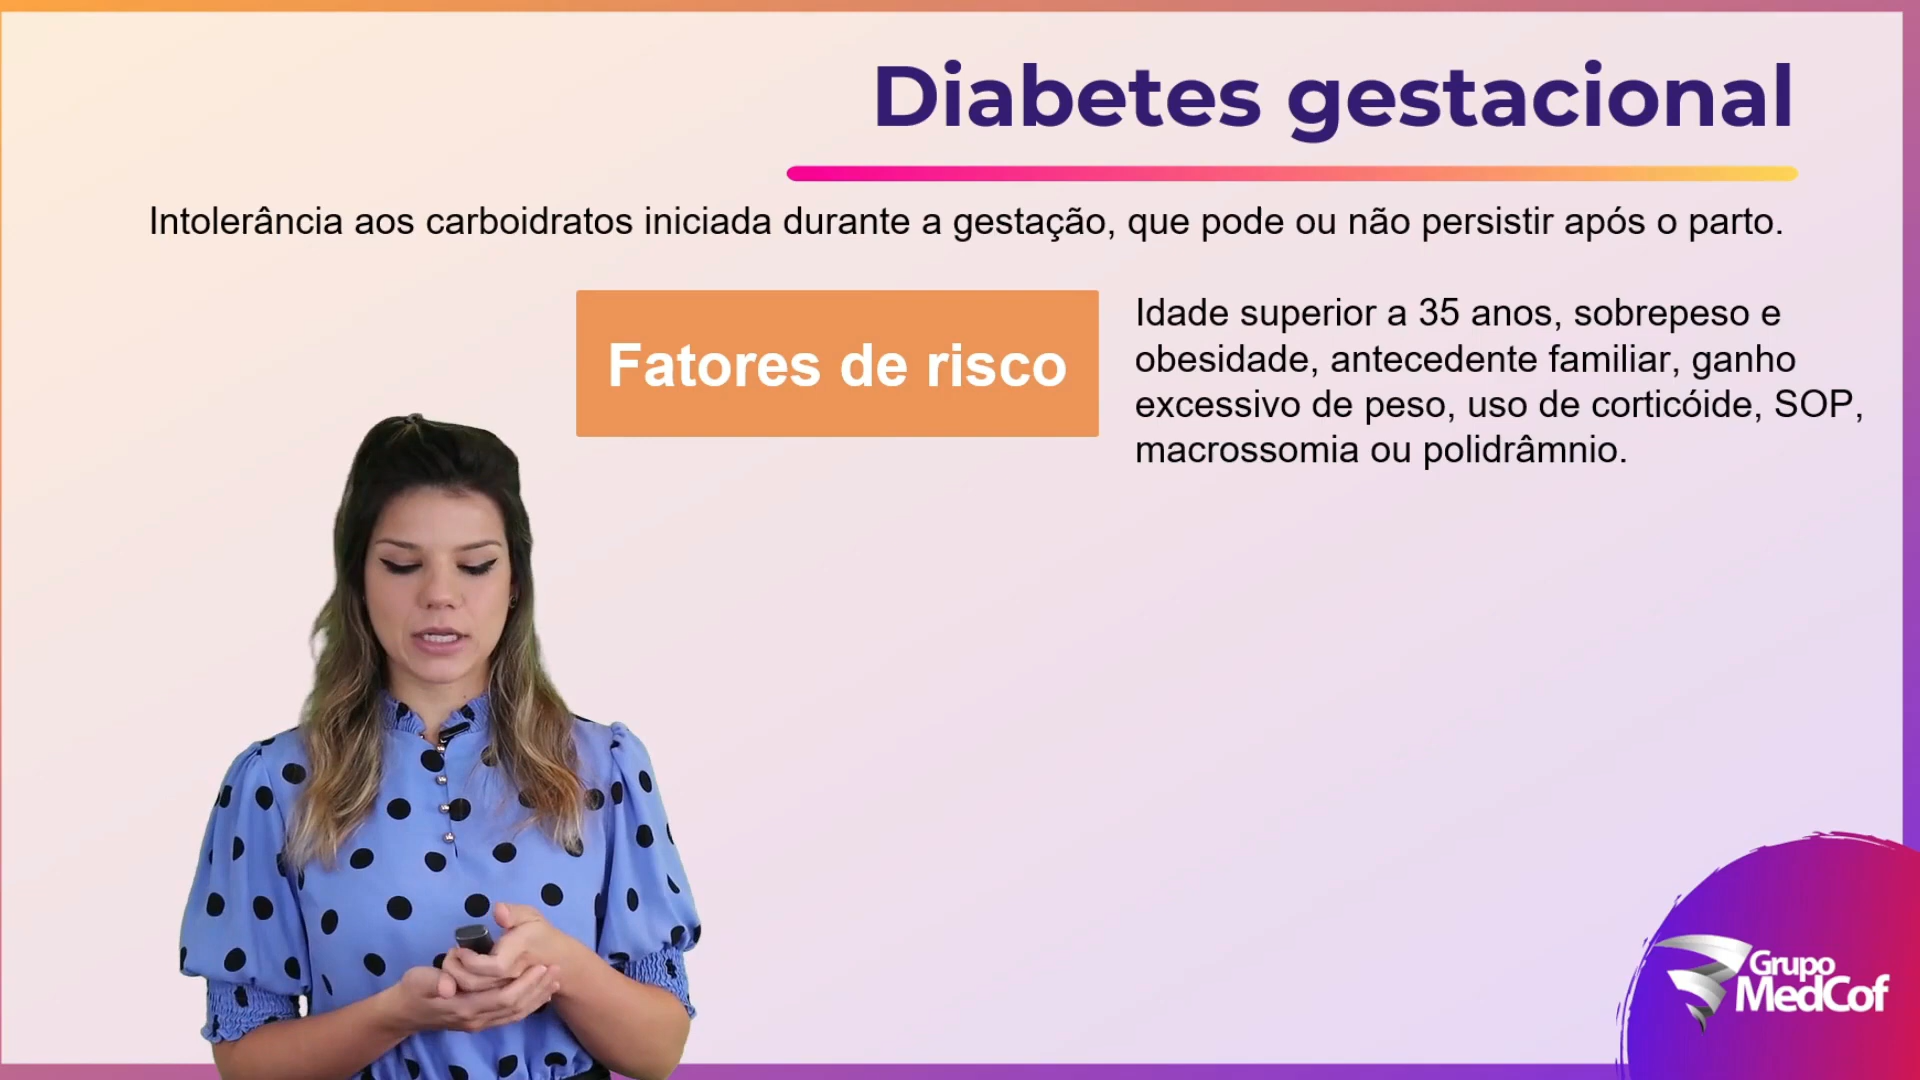 Diabetes gestacional
Intolerância aos carboidratos iniciada durante a gestação, que pode ou não persistir após o parto.
Fatores de risco
Idade superior a 35 anos, sobrepeso e
obesidade, antecedente familiar, ganho
excessivo de peso, uso de corticóide, SOP,
macrossomia ou polidrâmnio.
Grupo
MedCof